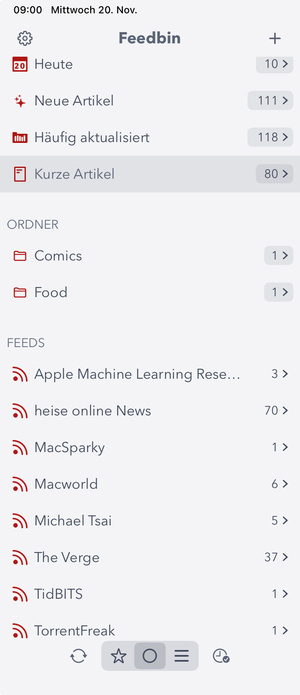 09:00 Mittwoch 20. Nov.
Feedbin
20 Heute 10
Neue Artikel 111
Häufig aktualisiert 118
Kurze Artikel 80
ORDNER
Comics 1
Food 1
FEEDS
Apple Machine Learning Rese… 3
heise online News 70
MacSparky 1
Macworld 6
Michael Tsai 5
The Verge 37
TidBITS 1
TorrentFreak 1